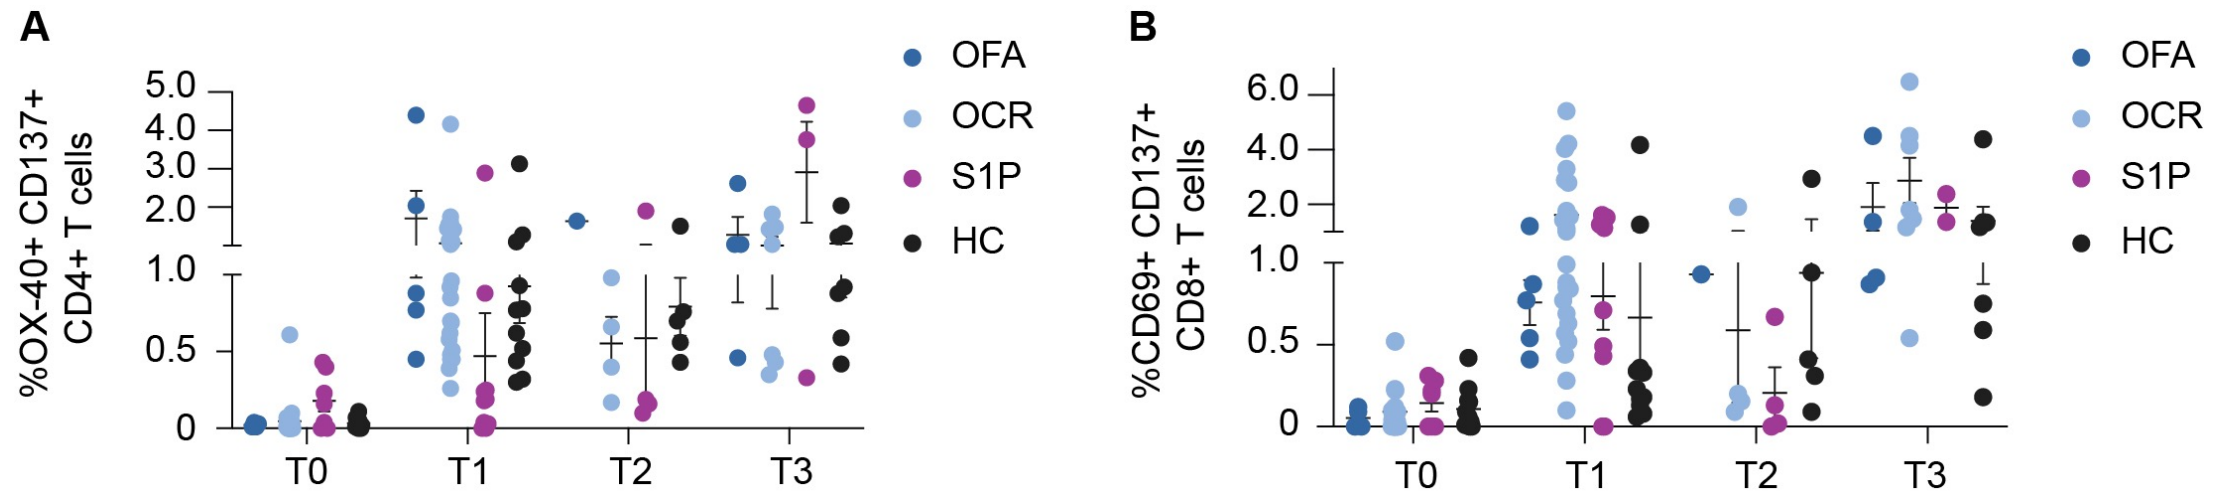 A
%OX-40+ CD137+
CD4+ T cells
5.0
4.0
3.0
2.0
1.0
0.5
0
T0 T1 T2 T3
OFA
OCR
S1P
HC
B
%CD69+ CD137+
CD8+ T cells
6.0
4.0
2.0
1.0
0.5
0
T0 T1 T2 T3
OFA
OCR
S1P
HC